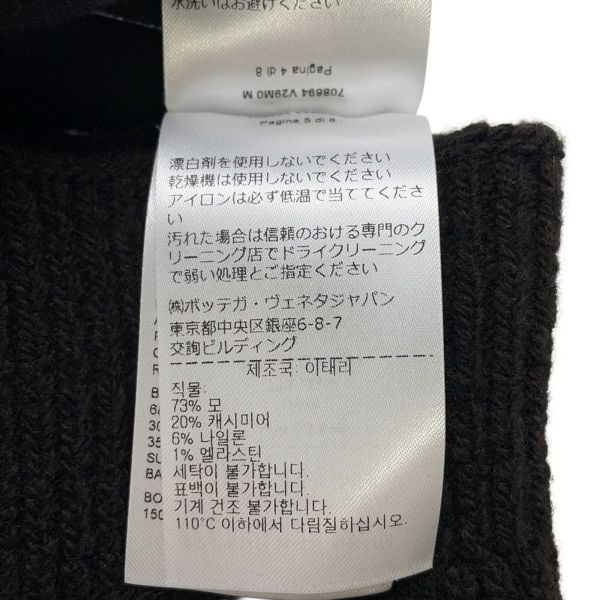 水洗いはお避けください
Pagina 4 di 8
708694 V29M0 M
Pagina 5 di 8
漂白剤を使用しないでください
乾燥機は使用しないでください
アイロンは必ず低温で当ててくださ
い
汚れた場合は信頼のおける専門のク
リーニング店でドライクリーニング
で弱い処理とご指定ください
㈱ボッテガ・ヴェネタジャパン
東京都中央区銀座6-8-7
交詢ビルディング
제조국: 이태리
직물:
73% 모
20% 캐시미어
6% 나일론
1% 엘라스틴
세탁이 불가합니다.
표백이 불가합니다.
기계 건조 불가합니다.
110°C 이하에서 다림질하십시오.